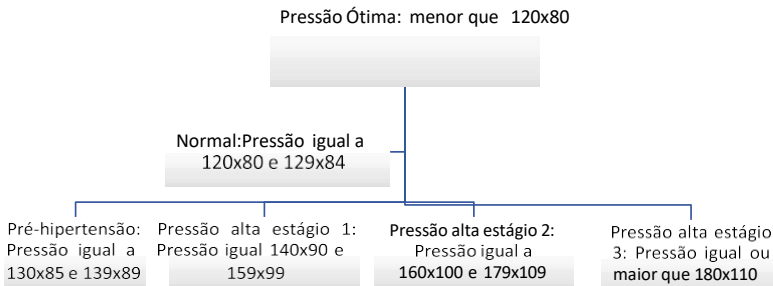 Pressão Ótima: menor que 120x80
Normal:Pressão igual a
120x80 e 129x84
Pré-hipertensão:
Pressão igual a
130x85 e 139x89
Pressão alta estágio 1:
Pressão igual 140x90 e
159x99
Pressão alta estágio 2:
Pressão igual a
160x100 e 179x109
Pressão alta estágio
3: Pressão igual ou
maior que 180x110